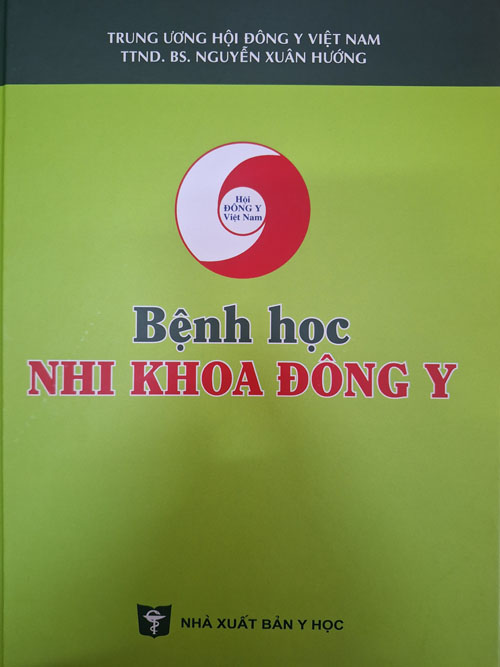 TRUNG ƯƠNG HỘI ĐÔNG Y VIỆT NAM
TTND. BS. NGUYỄN XUÂN HƯỚNG
Hội
ĐÔNG Y
Việt Nam
Bệnh học
NHI KHOA ĐÔNG Y
NHÀ XUẤT BẢN Y HỌC